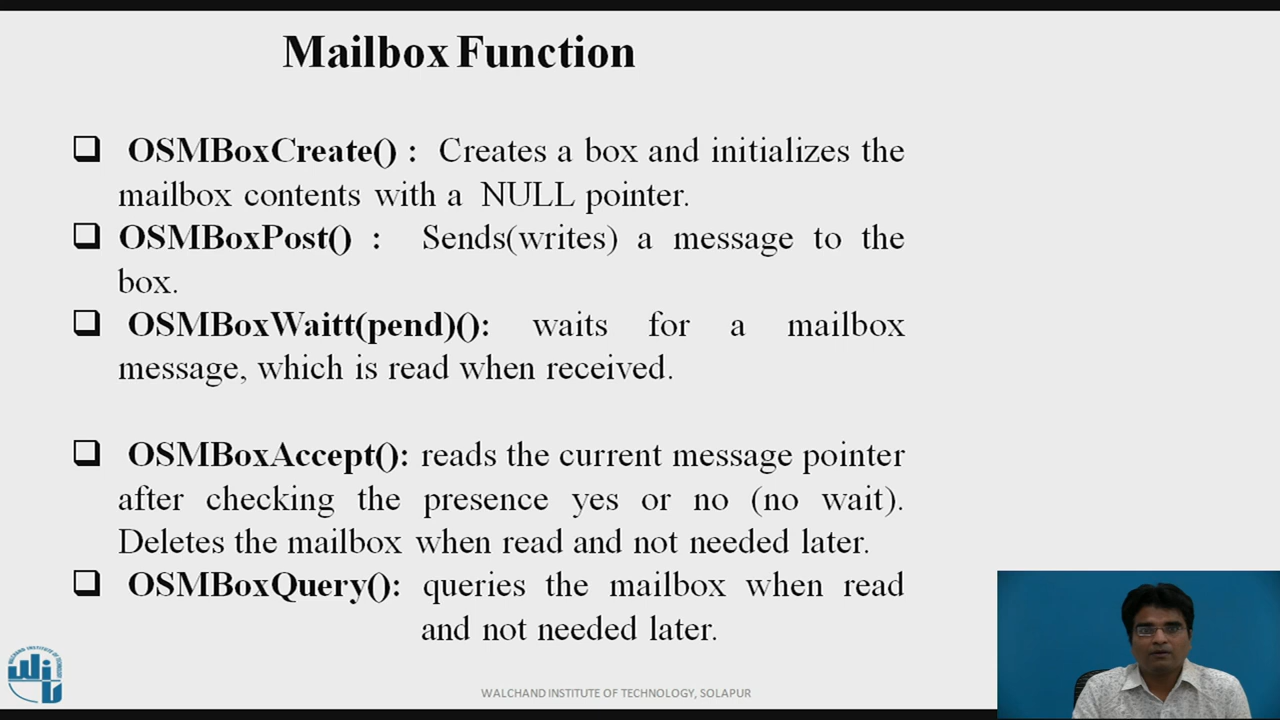 Mailbox Function
❑ OSMBoxCreate() : Creates a box and initializes the
mailbox contents with a NULL pointer.
❑ OSMBoxPost() : Sends(writes) a message to the
box.
❑ OSMBoxWaitt(pend)(): waits for a mailbox
message, which is read when received.
❑ OSMBoxAccept(): reads the current message pointer
after checking the presence yes or no (no wait).
Deletes the mailbox when read and not needed later.
❑ OSMBoxQuery(): queries the mailbox when read
and not needed later.
WALCHAND INSTITUTE OF TECHNOLOGY, SOLAPUR